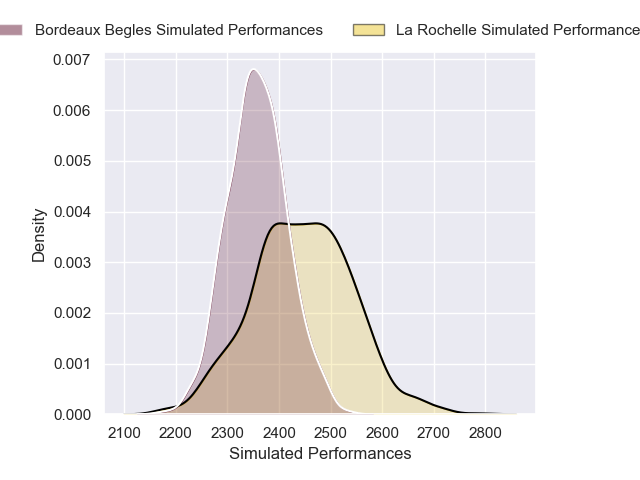 Bordeaux Begles Simulated Performances
La Rochelle Simulated Performance
0.007
0.006
0.005
0.004
0.003
0.002
0.001
0.000
Density
2100 2200 2300 2400 2500 2600 2700 2800
Simulated Performances